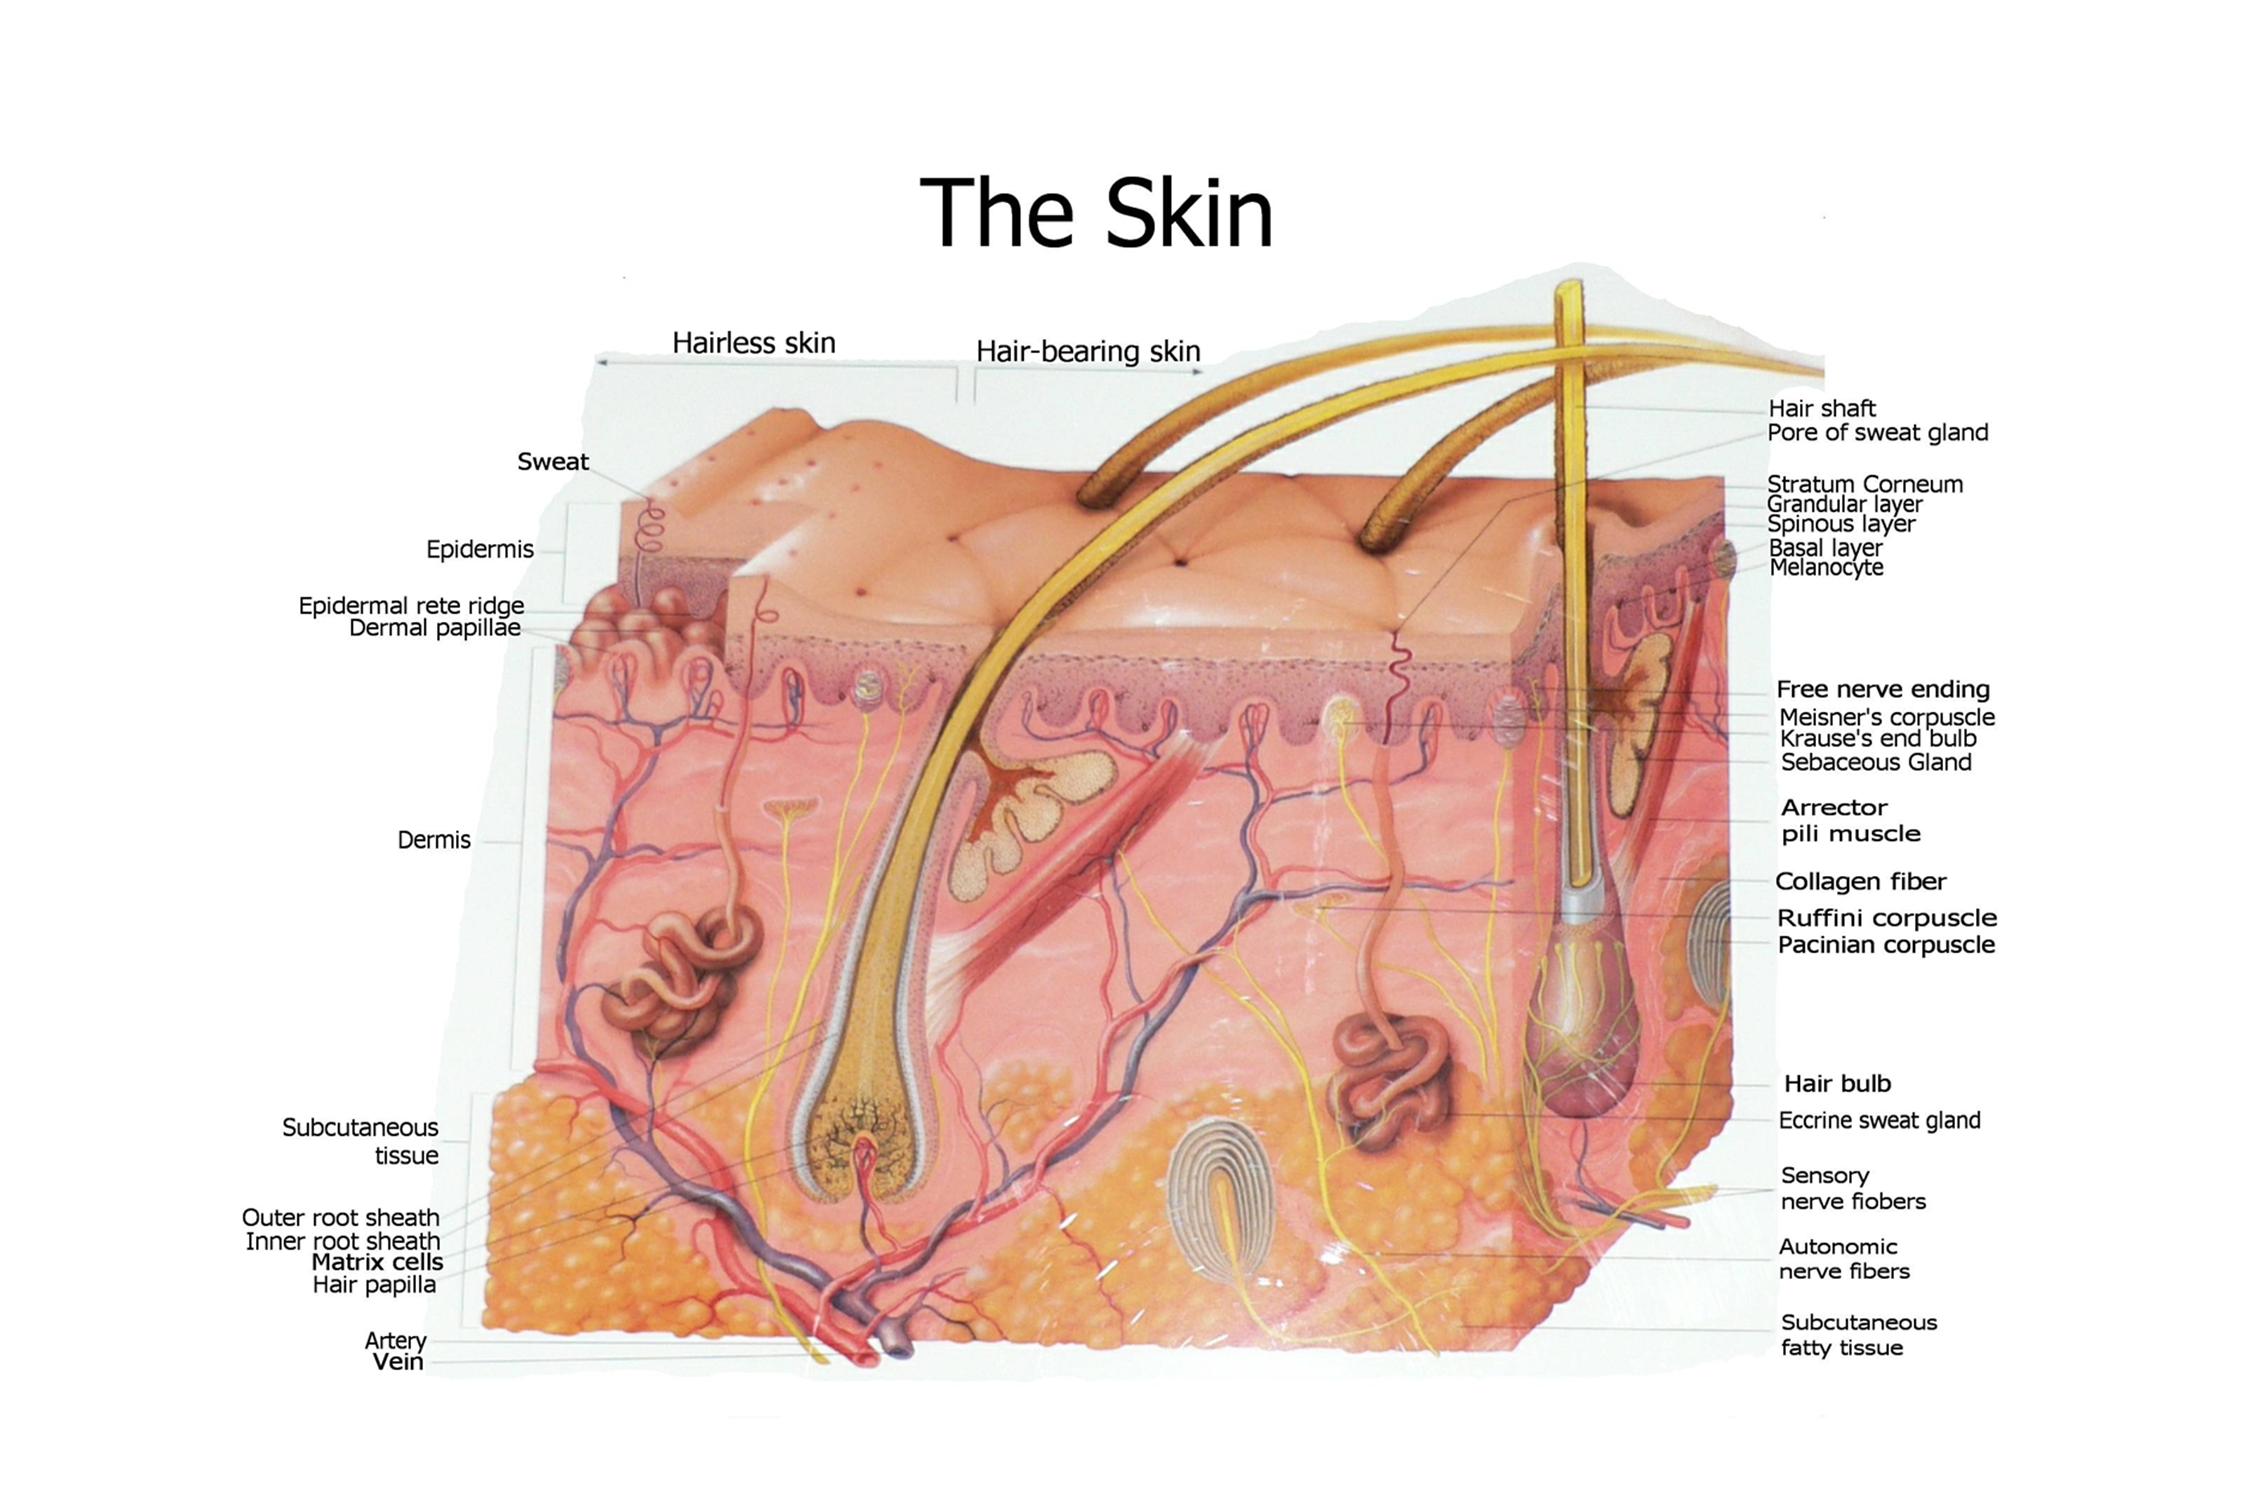 The Skin
Hairless skin
Hair-bearing skin
Sweat
Epidermis
Epidermal rete ridge
Dermal papillae
Dermis
Subcutaneous
tissue
Outer root sheath
Inner root sheath
Matrix cells
Hair papilla
Artery
Vein
Hair shaft
Pore of sweat gland
Stratum Corneum
Grandular layer
Spinous layer
Basal layer
Melanocyte
Free nerve ending
Meisner's corpuscle
Krause's end bulb
Sebaceous Gland
Arrector
pili muscle
Collagen fiber
Ruffini corpuscle
Pacinian corpuscle
Hair bulb
Eccrine sweat gland
Sensory
nerve fiobers
Autonomic
nerve fibers
Subcutaneous
fatty tissue